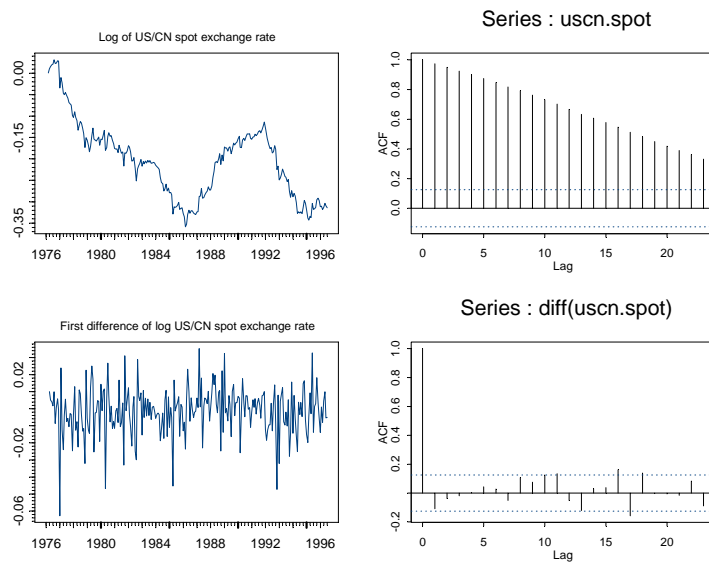 Log of US/CN spot exchange rate
0.00
-0.15
-0.35
1976 1980 1984 1988 1992 1996
Series : uscn.spot
ACF
1.0
0.8
0.6
0.4
0.2
0.0
0 5 10 15 20
Lag
First difference of log US/CN spot exchange rate
0.02
-0.02
-0.06
1976 1980 1984 1988 1992 1996
Series : diff(uscn.spot)
ACF
1.0
0.8
0.6
0.4
0.2
-0.2
0 5 10 15 20
Lag